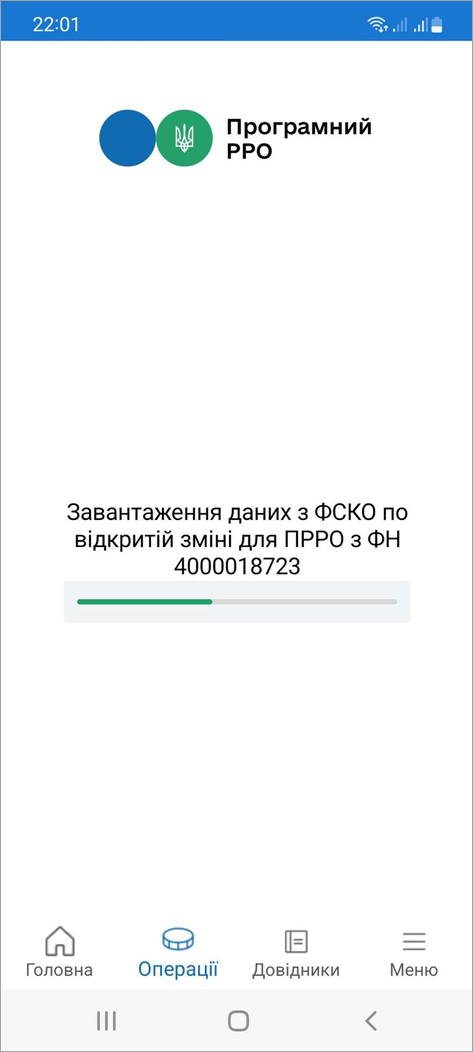 22:01
Програмний
РРО
Завантаження даних з ФСКО по
відкритій зміні для ПРРО з ФН
4000018723
Головна
Операції
Довідники
Меню